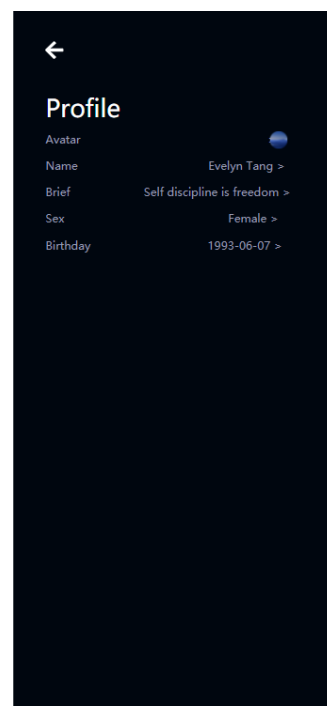 Profile
Avatar
Name Evelyn Tang >
Brief Self discipline is freedom >
Sex Female >
Birthday 1993-06-07 >